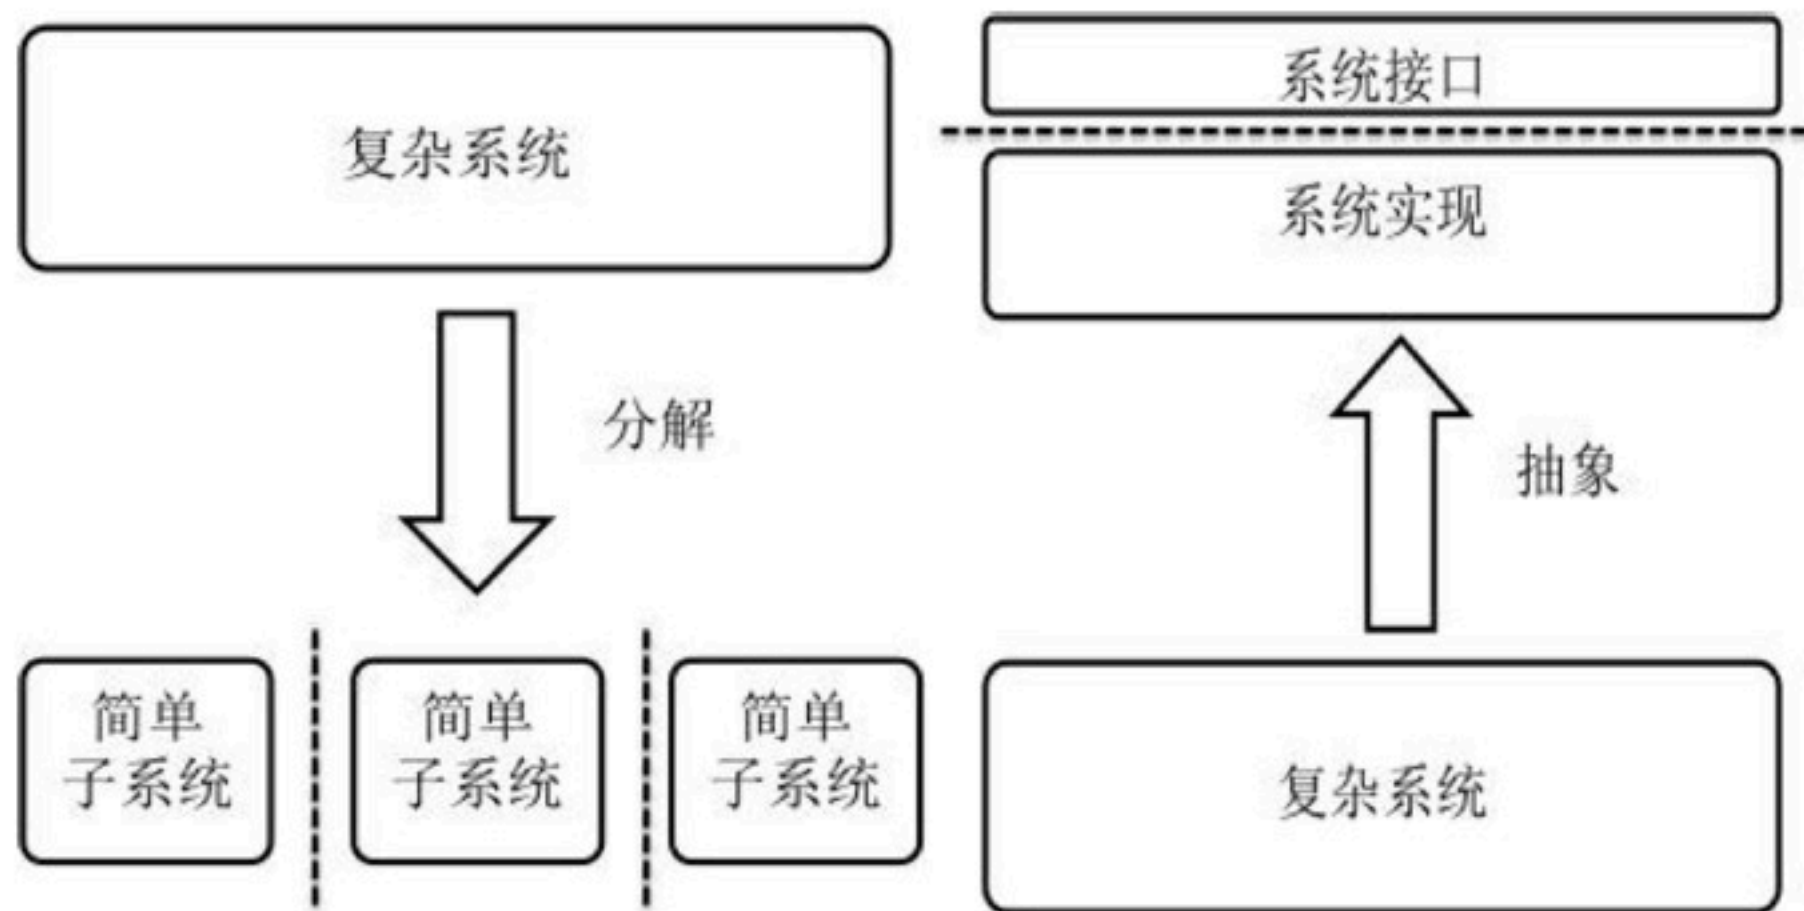 复杂系统
分解
简单
子系统
简单
子系统
简单
子系统
系统接口
系统实现
抽象
复杂系统